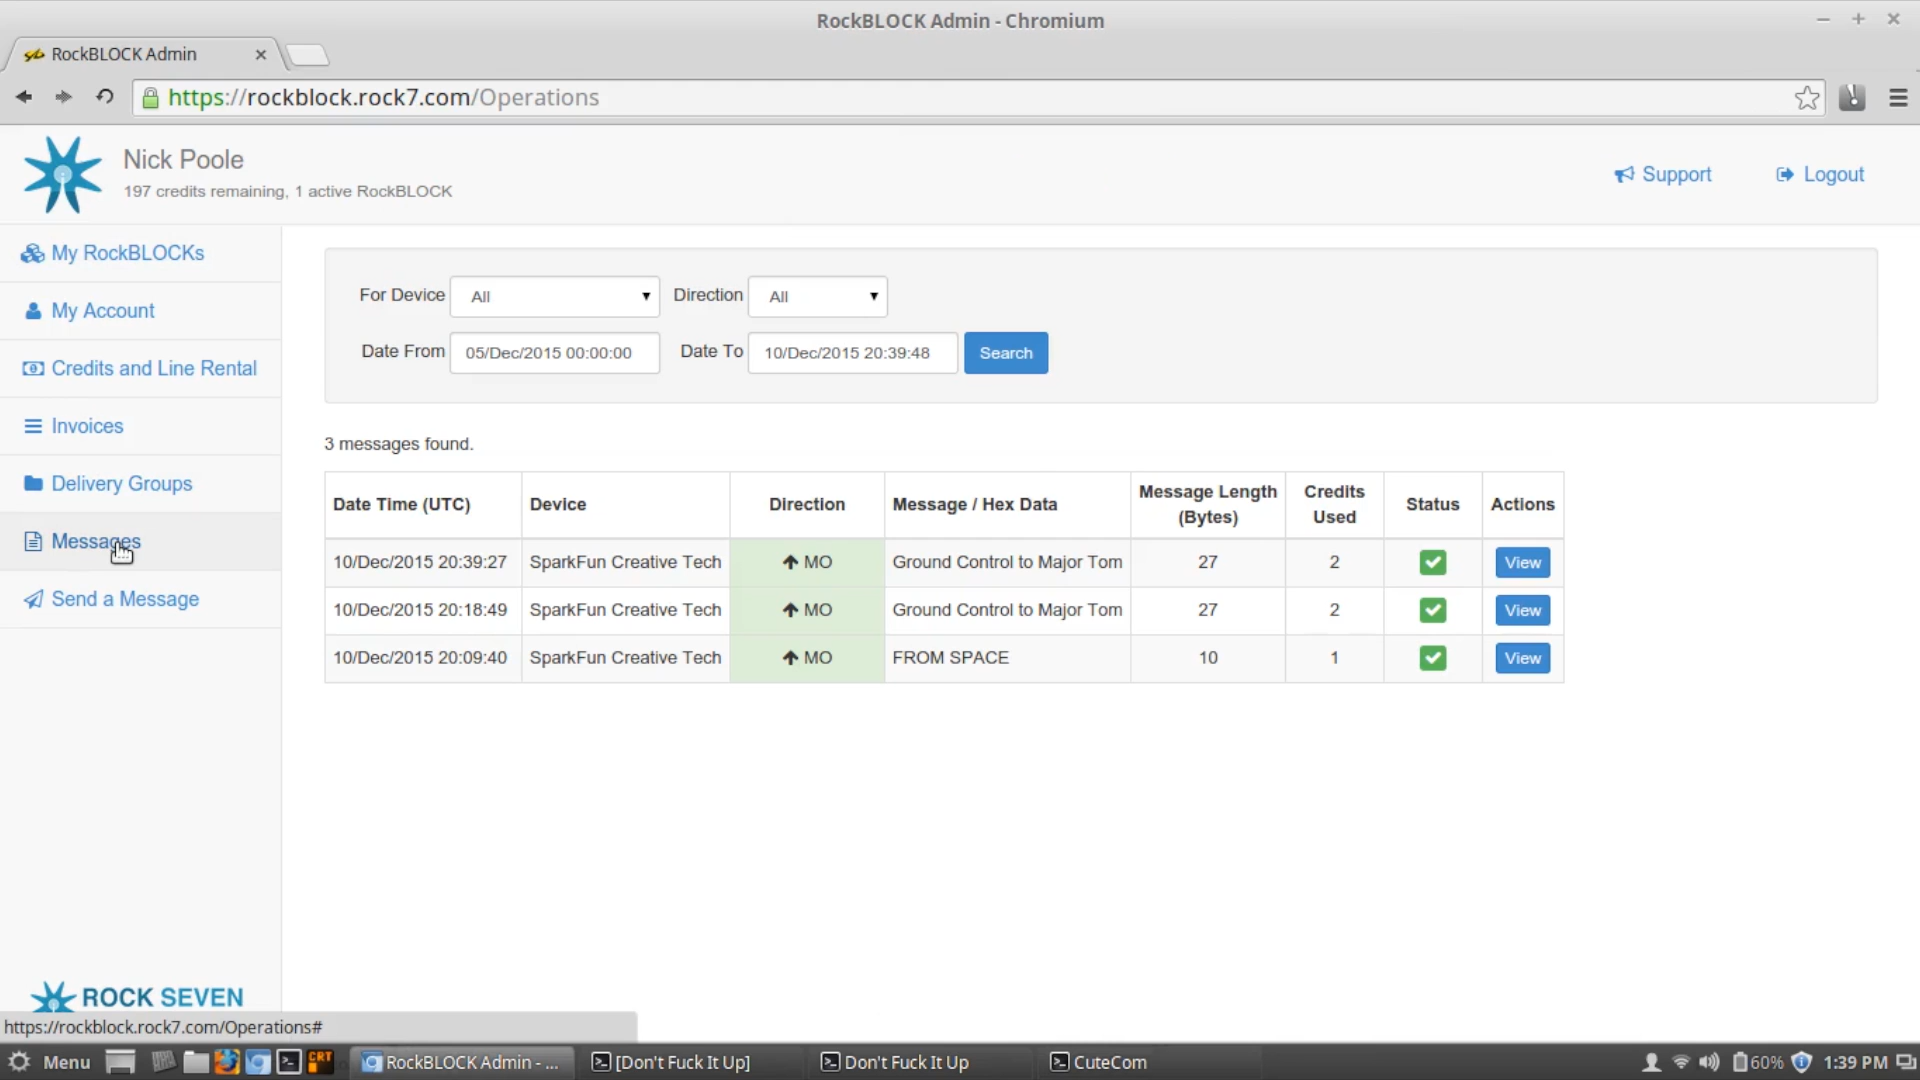 RockBLOCK Admin - Chromium
RockBLOCK Admin
https://rockblock.rock7.com/Operations
Nick Poole
197 credits remaining, 1 active RockBLOCK
Support
Logout
My RockBLOCKs
My Account
Credits and Line Rental
Invoices
Delivery Groups
Messages
Send a Message
For Device All Direction All
Date From 05/Dec/2015 00:00:00 Date To 10/Dec/2015 20:39:48 Search
3 messages found.
Date Time (UTC) Device Direction Message / Hex Data Message Length (Bytes) Credits Used Status Actions
10/Dec/2015 20:39:27 SparkFun Creative Tech MO Ground Control to Major Tom 27 2 View
10/Dec/2015 20:18:49 SparkFun Creative Tech MO Ground Control to Major Tom 27 2 View
10/Dec/2015 20:09:40 SparkFun Creative Tech MO FROM SPACE 10 1 View
ROCK SEVEN
https://rockblock.rock7.com/Operations#
Menu CRT RockBLOCK Admin - ... [Don't Fuck It Up] Don't Fuck It Up CuteCom 60% 1:39 PM